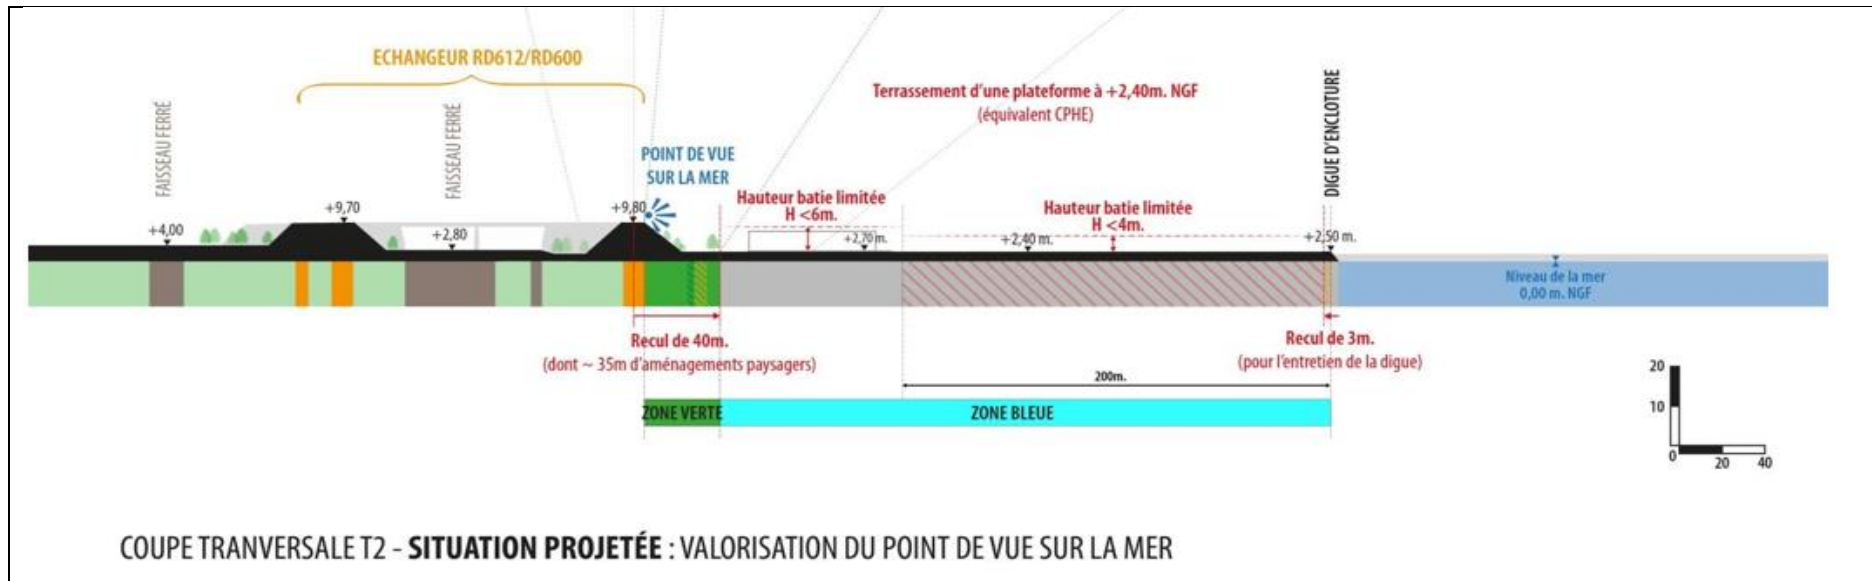 ECHANGEUR RD612/RD600
FAISSEAU FERRÉ
FAISSEAU FERRÉ
Terrassement d'une plateforme à +2,40m. NGF
(équivalent CPHE)
DIGUE D'ENCLOTURE
POINT DE VUE
SUR LA MER
Hauteur batie limitée
H <6m.
Hauteur batie limitée
H <4m.
+4,00
+9,70
+2,80
+9,80
+2,70 m.
+2,40 m.
+2,50 m.
Niveau de la mer
0,00 m. NGF
Recul de 40m.
(dont ~ 35m d'aménagements paysagers)
Recul de 3m.
(pour l'entretien de la digue)
200m.
ZONE VERTE
ZONE BLEUE
20
10
0
20
40
COUPE TRANVERSALE T2 - SITUATION PROJETÉE : VALORISATION DU POINT DE VUE SUR LA MER